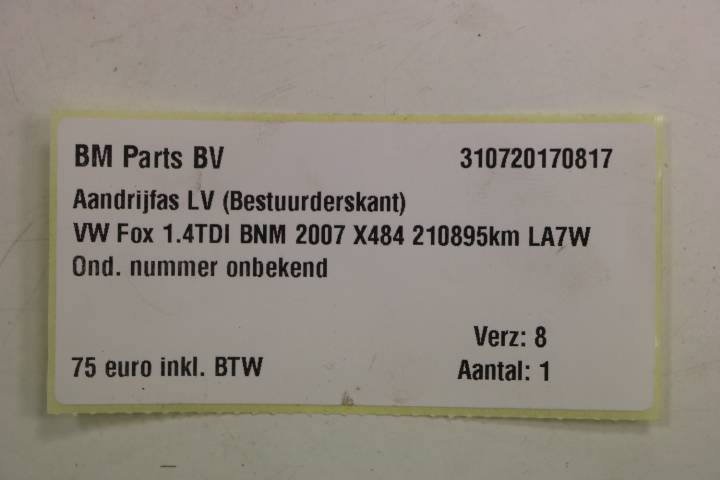 BM Parts BV 310720170817
Aandrijfas LV (Bestuurderskant)
VW Fox 1.4TDI BNM 2007 X484 210895km LA7W
Ond. nummer onbekend
Verz: 8
75 euro inkl. BTW Aantal: 1